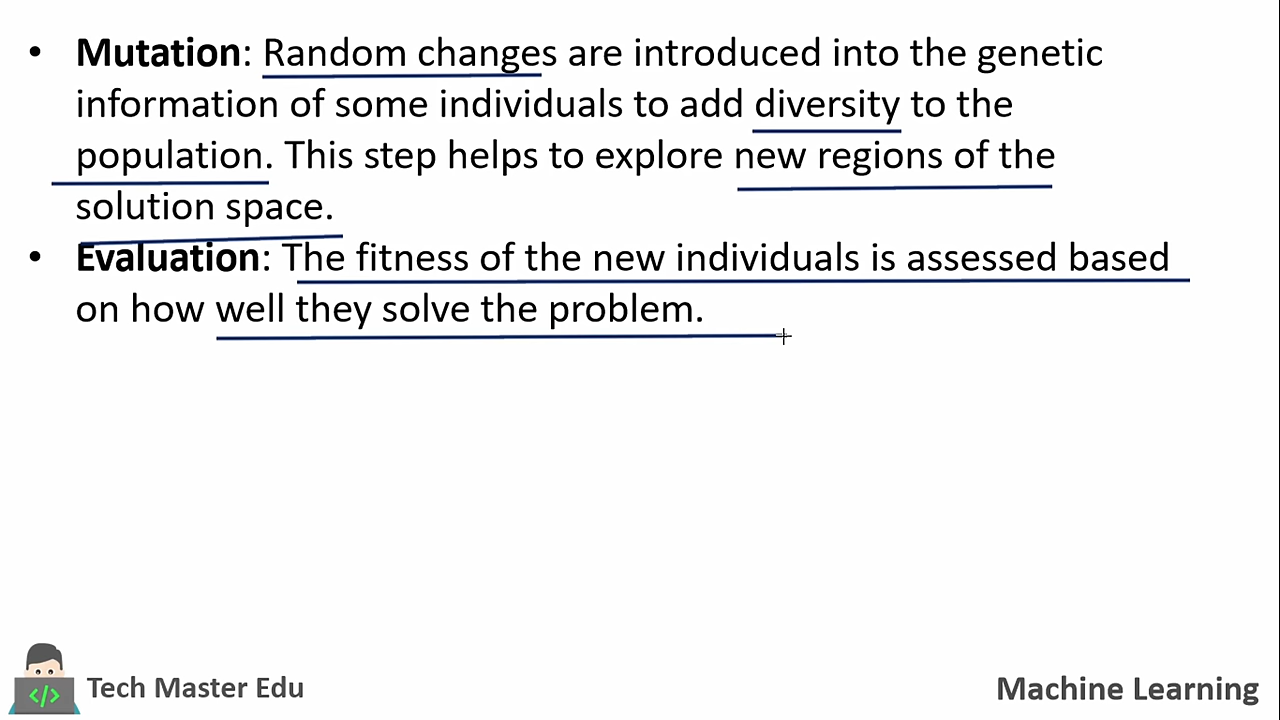 • Mutation: Random changes are introduced into the genetic
information of some individuals to add diversity to the
population. This step helps to explore new regions of the
solution space.
• Evaluation: The fitness of the new individuals is assessed based
on how well they solve the problem.
</>
Tech Master Edu
Machine Learning